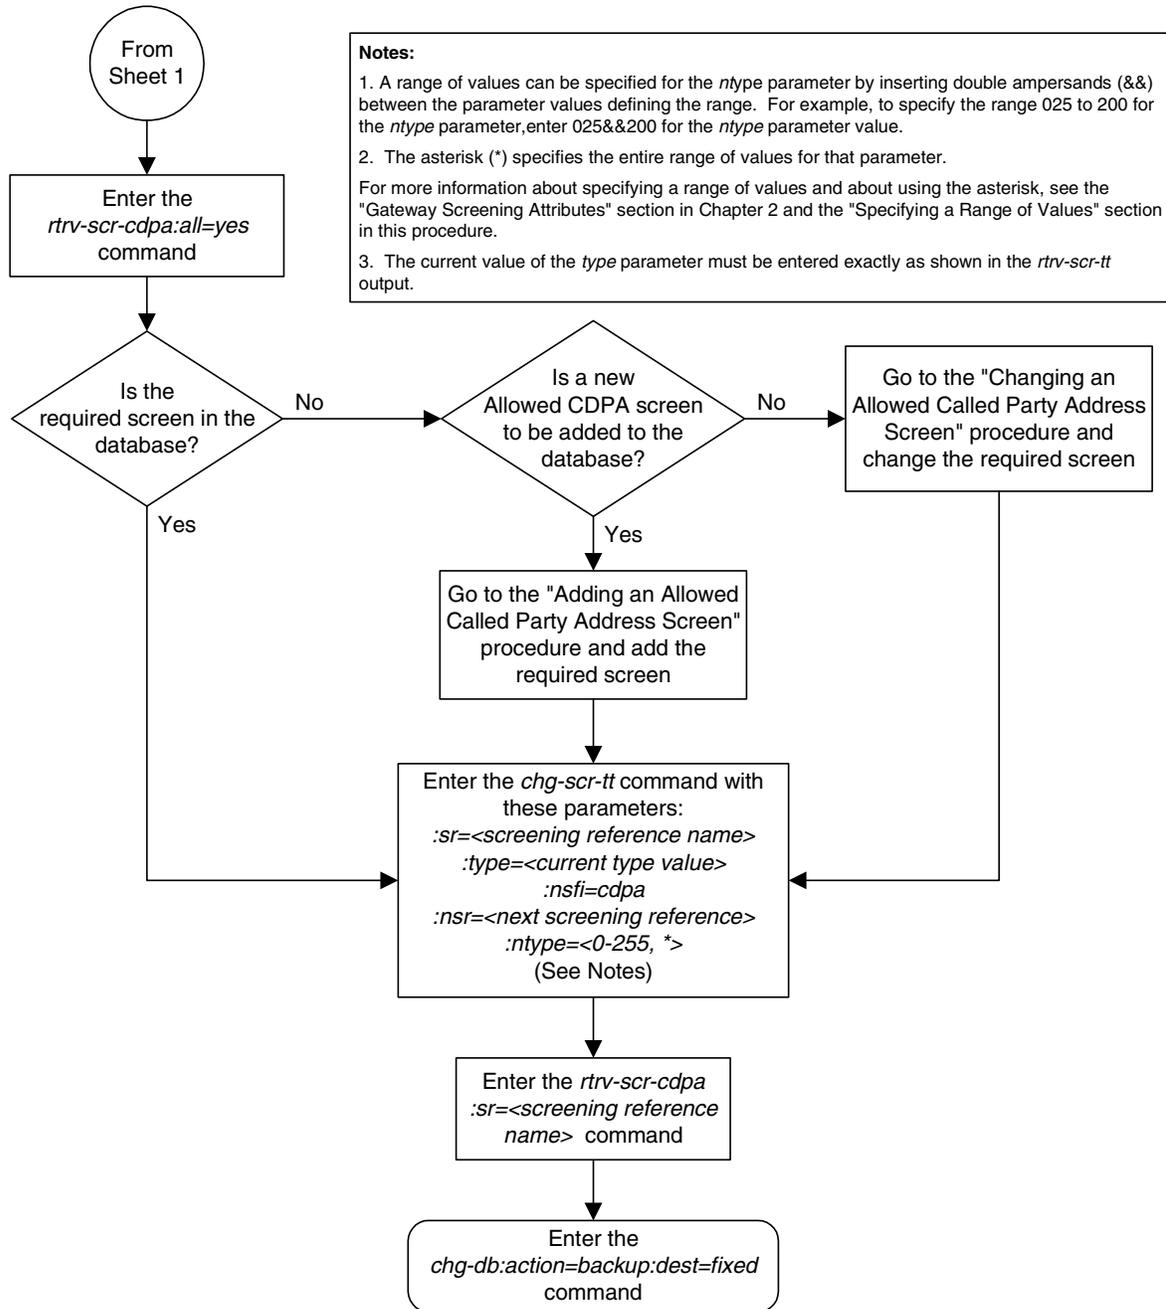 From
Sheet 1
Notes:
1. A range of values can be specified for the ntype parameter by inserting double ampersands (&&)
between the parameter values defining the range. For example, to specify the range 025 to 200 for
the ntype parameter,enter 025&&200 for the ntype parameter value.
2. The asterisk (*) specifies the entire range of values for that parameter.
For more information about specifying a range of values and about using the asterisk, see the
"Gateway Screening Attributes" section in Chapter 2 and the "Specifying a Range of Values" section
in this procedure.
3. The current value of the type parameter must be entered exactly as shown in the rtrv-scr-tt
output.
Enter the
rtrv-scr-cdpa:all=yes
command
Is the
required screen in the
database?
No
Yes
Is a new
Allowed CDPA screen
to be added to the
database?
No
Yes
Go to the "Changing an
Allowed Called Party Address
Screen" procedure and
change the required screen
Go to the "Adding an Allowed
Called Party Address Screen"
procedure and add the
required screen
Enter the chg-scr-tt command with
these parameters:
:sr=<screening reference name>
:type=<current type value>
:nsfi=cdpa
:nsr=<next screening reference>
:ntype=<0-255, *>
(See Notes)
Enter the rtrv-scr-cdpa
:sr=<screening reference
name> command
Enter the
chg-db:action=backup:dest=fixed
command